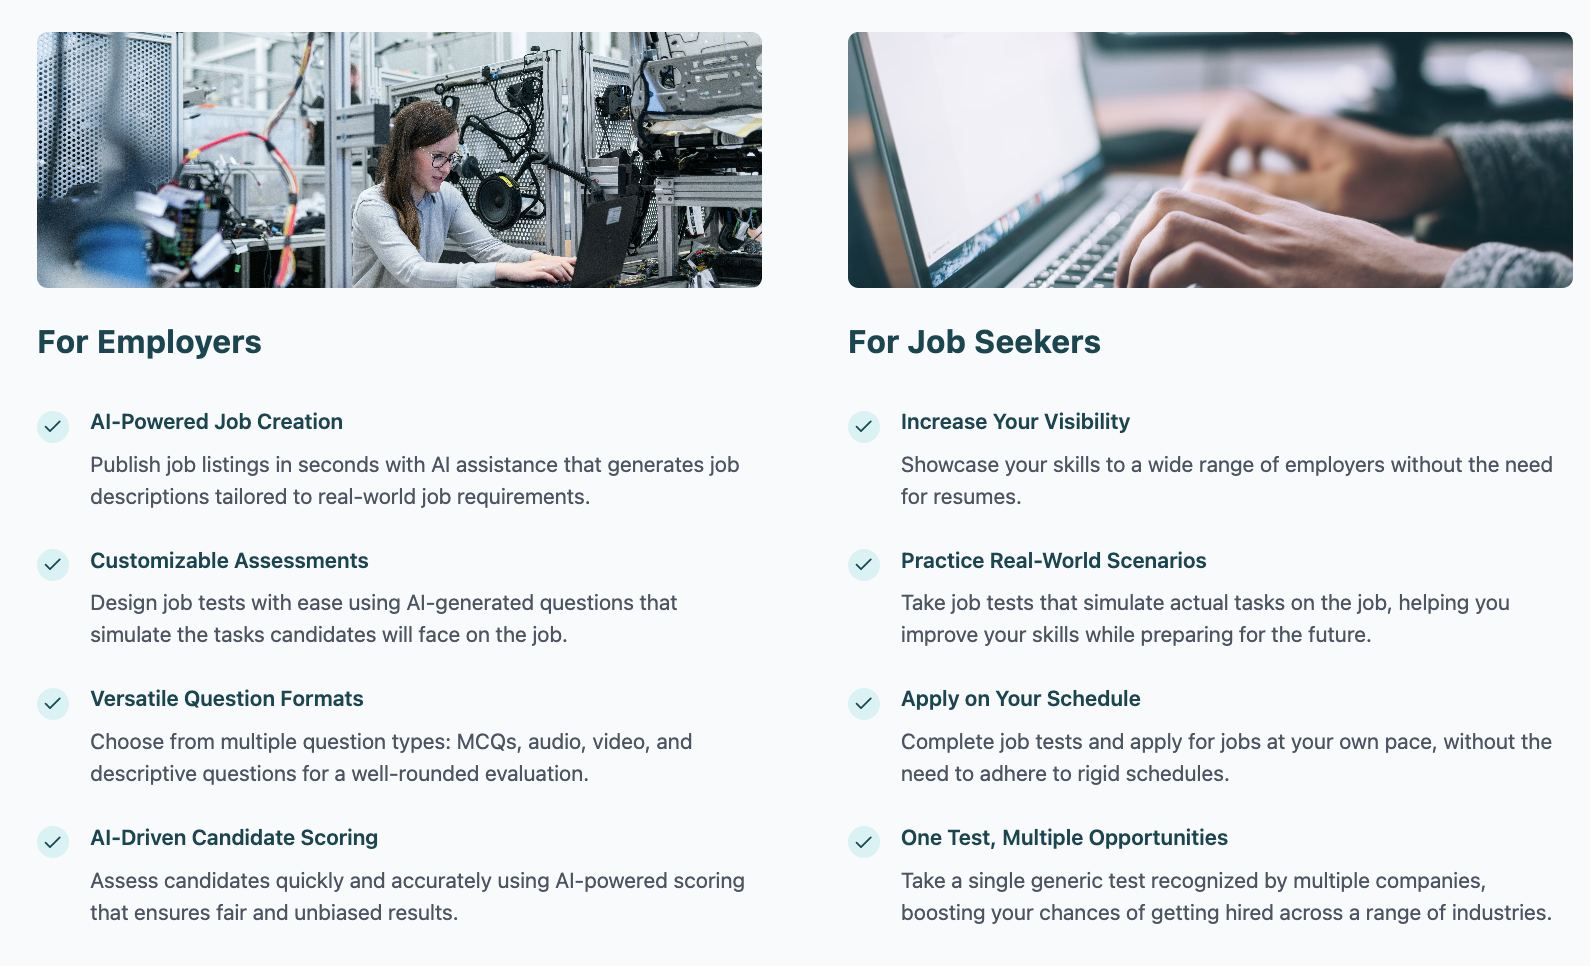 For Employers
AI-Powered Job Creation
Publish job listings in seconds with AI assistance that generates job
descriptions tailored to real-world job requirements.
Customizable Assessments
Design job tests with ease using AI-generated questions that
simulate the tasks candidates will face on the job.
Versatile Question Formats
Choose from multiple question types: MCQs, audio, video, and
descriptive questions for a well-rounded evaluation.
AI-Driven Candidate Scoring
Assess candidates quickly and accurately using AI-powered scoring
that ensures fair and unbiased results.
For Job Seekers
Increase Your Visibility
Showcase your skills to a wide range of employers without the need
for resumes.
Practice Real-World Scenarios
Take job tests that simulate actual tasks on the job, helping you
improve your skills while preparing for the future.
Apply on Your Schedule
Complete job tests and apply for jobs at your own pace, without the
need to adhere to rigid schedules.
One Test, Multiple Opportunities
Take a single generic test recognized by multiple companies,
boosting your chances of getting hired across a range of industries.